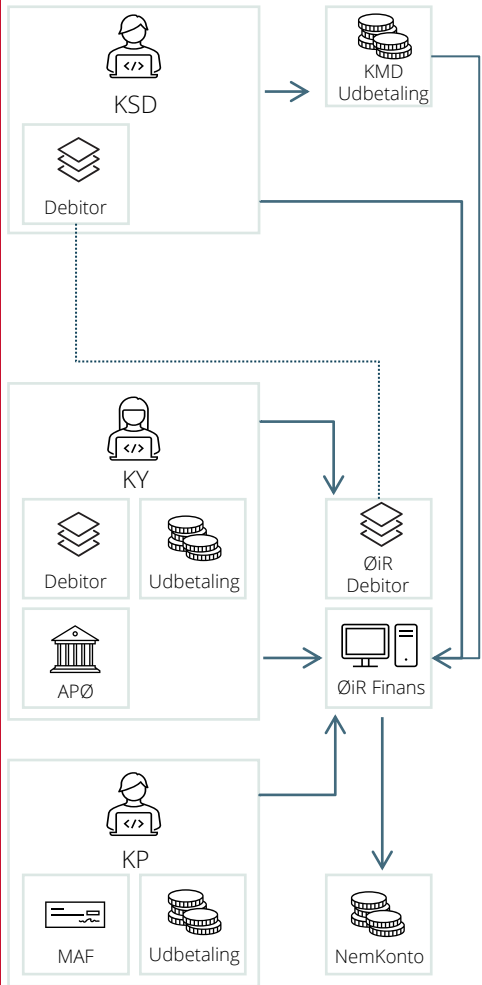 KSD
Debitor
KMD
Udbetaling
KY
Debitor
Udbetaling
APØ
ØiR
Debitor
ØiR Finans
KP
MAF
Udbetaling
NemKonto